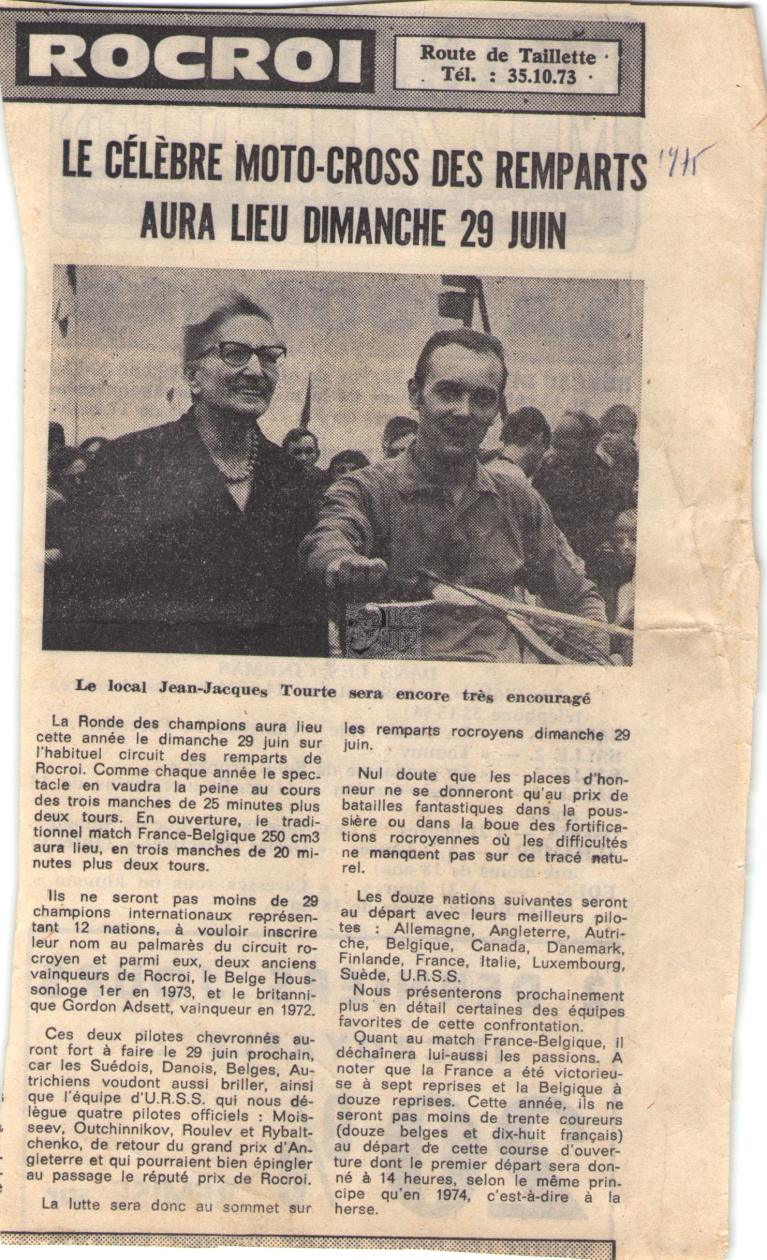 ROCROI
Route de Taillette
Tél. : 35.10.73
1975
LE CÉLÈBRE MOTO-CROSS DES REMPARTS
AURA LIEU DIMANCHE 29 JUIN
Le local Jean-Jacques Tourte sera encore très encouragé
La Ronde des champions aura lieu
cette année le dimanche 29 juin sur
l'habituel circuit des remparts de
Rocroi. Comme chaque année le spec-
tacle en vaudra la peine au cours
des trois manches de 25 minutes plus
deux tours. En ouverture, le tradi-
tionnel match France-Belgique 250 cm3
aura lieu, en trois manches de 20 mi-
nutes plus deux tours.
Ils ne seront pas moins de 29
champions internationaux représen-
tant 12 nations, à vouloir inscrire
leur nom au palmarès du circuit ro-
croyen et parmi eux, deux anciens
vainqueurs de Rocroi, le Belge Hous-
sonloge 1er en 1973, et le britanni-
que Gordon Adsett, vainqueur en 1972.
Ces deux pilotes chevronnés au-
ront fort à faire le 29 juin prochain,
car les Suédois, Danois, Belges, Au-
trichiens voudont aussi briller, ainsi
que l'équipe d'U.R.S.S. qui nous dé-
lègue quatre pilotes officiels : Mois-
seev, Outchinnikov, Roulev et Rybalt-
chenko, de retour du grand prix d'An-
gleterre et qui pourraient bien épingler
au passage le réputé prix de Rocroi.
La lutte sera donc au sommet sur
les remparts rocroyens dimanche 29
juin.
Nul doute que les places d'hon-
neur ne se donneront qu'au prix de
batailles fantastiques dans la pous-
sière ou dans la boue des fortifica-
tions rocroyennes où les difficultés
ne manquent pas sur ce tracé natu-
rel.
Les douze nations suivantes seront
au départ avec leurs meilleurs pilo-
tes : Allemagne, Angleterre, Autri-
che, Belgique, Canada, Danemark,
Finlande, France, Italie, Luxembourg,
Suède, U.R.S.S.
Nous présenterons prochainement
plus en détail certaines des équipes
favorites de cette confrontation.
Quant au match France-Belgique, il
déchaînera lui-aussi les passions. A
noter que la France a été victorieu-
se à sept reprises et la Belgique à
douze reprises. Cette année, ils ne
seront pas moins de trente coureurs
(douze belges et dix-huit français)
au départ de cette course d'ouver-
ture dont le premier départ sera don-
né à 14 heures, selon le même prin-
cipe qu'en 1974, c'est-à-dire à la
herse.